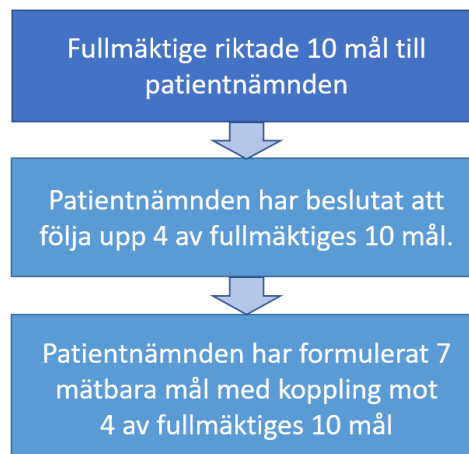 Fullmäktige riktade 10 mål till
patientnämnden
Patientnämnden har beslutat att
följa upp 4 av fullmäktiges 10 mål.
Patientnämnden har formulerat 7
mätbara mål med koppling mot
4 av fullmäktiges 10 mål